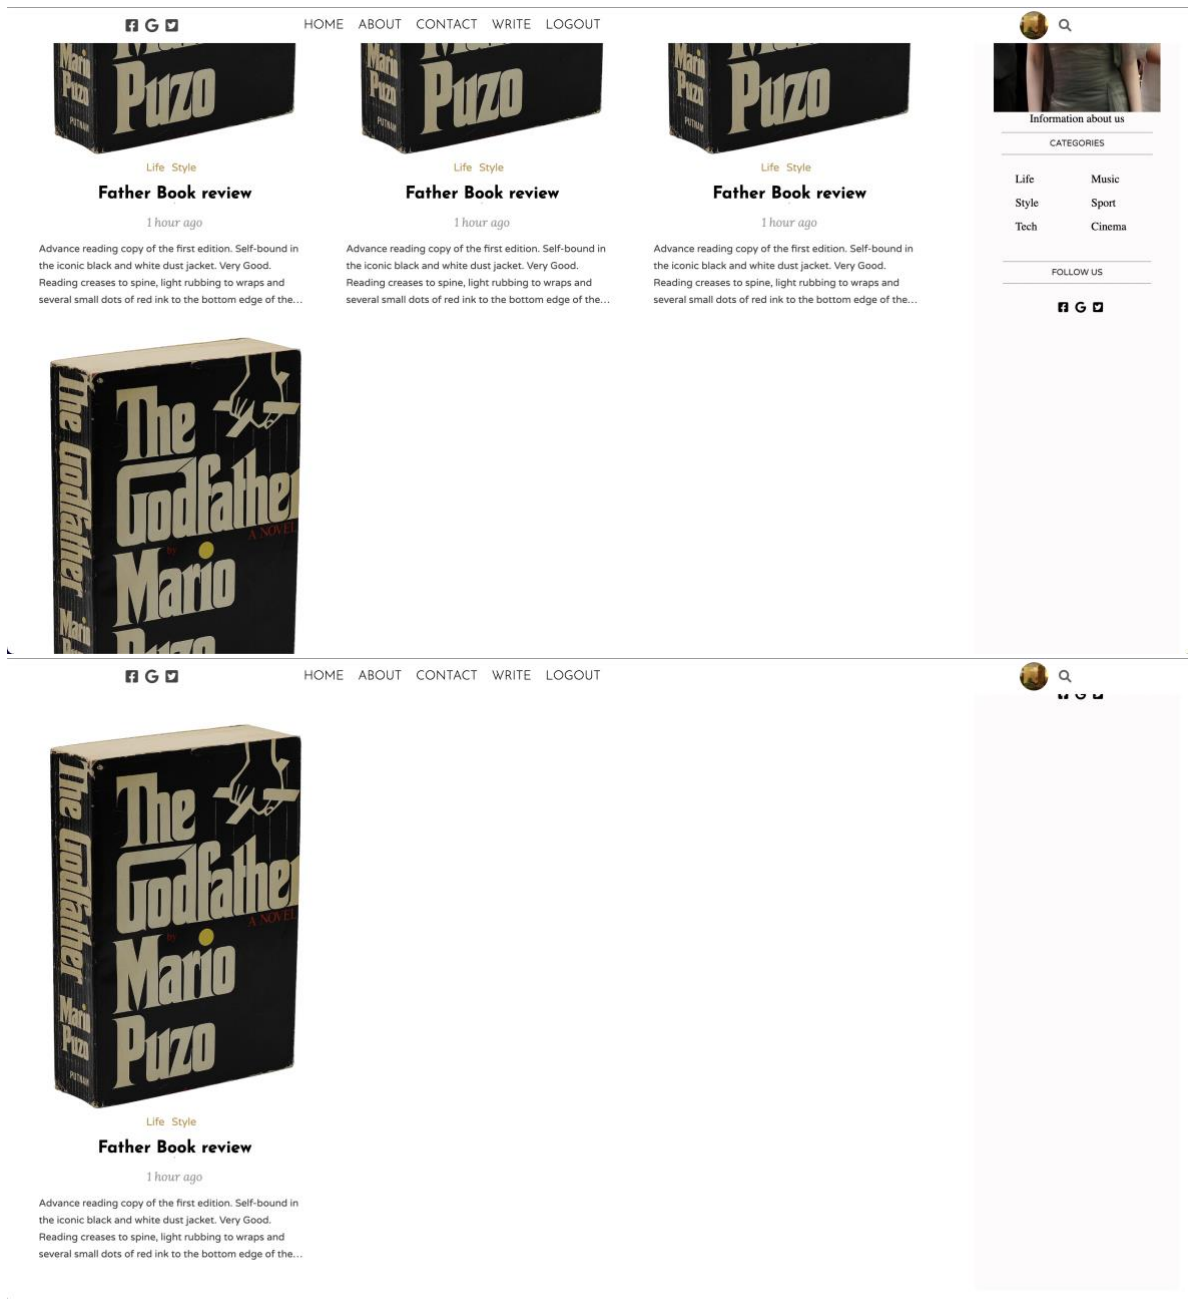 HOME ABOUT CONTACT WRITE LOGOUT
Mario
Puzo
PUTNAM
Puzo
Mario
Puzo
PUTNAM
Puzo
Mario
Puzo
PUTNAM
Puzo
Life Style
Life Style
Life Style
Father Book review
Father Book review
Father Book review
1 hour ago
1 hour ago
1 hour ago
Advance reading copy of the first edition. Self-bound in
the iconic black and white dust jacket. Very Good.
Reading creases to spine, light rubbing to wraps and
several small dots of red ink to the bottom edge of the...
Advance reading copy of the first edition. Self-bound in
the iconic black and white dust jacket. Very Good.
Reading creases to spine, light rubbing to wraps and
several small dots of red ink to the bottom edge of the...
Advance reading copy of the first edition. Self-bound in
the iconic black and white dust jacket. Very Good.
Reading creases to spine, light rubbing to wraps and
several small dots of red ink to the bottom edge of the...
Information about us
CATEGORIES
Life Music
Style Sport
Tech Cinema
FOLLOW US
The Godfather
Mario
The
Godfather
A NOVEL
by
Mario
Puzo
HOME ABOUT CONTACT WRITE LOGOUT
The Godfather
Mario
Puzo
PUTNAM
The
Godfather
A NOVEL
by
Mario
Puzo
Life Style
Father Book review
1 hour ago
Advance reading copy of the first edition. Self-bound in
the iconic black and white dust jacket. Very Good.
Reading creases to spine, light rubbing to wraps and
several small dots of red ink to the bottom edge of the...